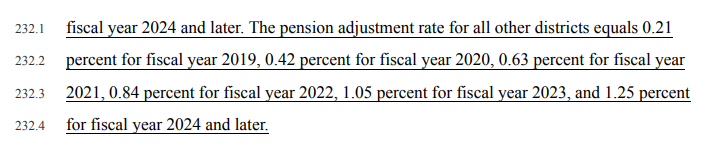 232.1 fiscal year 2024 and later. The pension adjustment rate for all other districts equals 0.21
232.2 percent for fiscal year 2019, 0.42 percent for fiscal year 2020, 0.63 percent for fiscal year
232.3 2021, 0.84 percent for fiscal year 2022, 1.05 percent for fiscal year 2023, and 1.25 percent
232.4 for fiscal year 2024 and later.